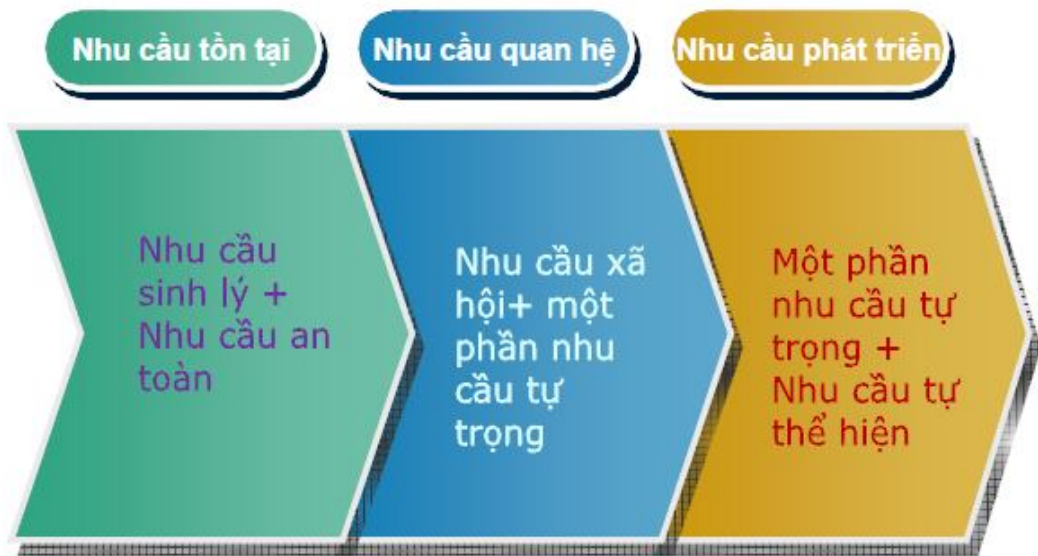 Nhu cầu tồn tại
Nhu cầu quan hệ
Nhu cầu phát triển
Nhu cầu
sinh lý +
Nhu cầu an
toàn
Nhu cầu xã
hội+ một
phần nhu
cầu tự
trọng
Một phần
nhu cầu tự
trọng +
Nhu cầu tự
thể hiện